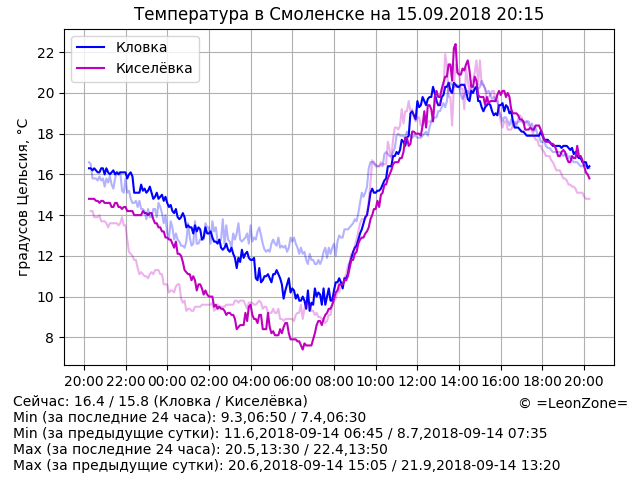 Температура в Смоленске на 15.09.2018 20:15
Кловка
Киселёвка
градусов Цельсия, °C
22
20
18
16
14
12
10
8
20:00 22:00 00:00 02:00 04:00 06:00 08:00 10:00 12:00 14:00 16:00 18:00 20:00
Сейчас: 16.4 / 15.8 (Кловка / Киселёвка)
© =LeonZone=
Min (за последние 24 часа): 9.3,06:50 / 7.4,06:30
Min (за предыдущие сутки): 11.6,2018-09-14 06:45 / 8.7,2018-09-14 07:35
Max (за последние 24 часа): 20.5,13:30 / 22.4,13:50
Max (за предыдущие сутки): 20.6,2018-09-14 15:05 / 21.9,2018-09-14 13:20